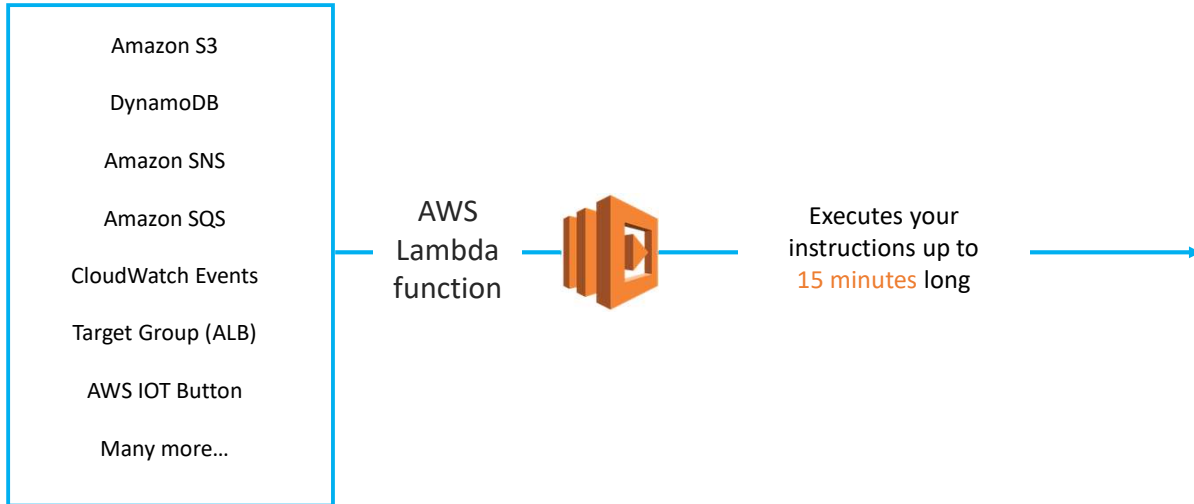 Amazon S3
DynamoDB
Amazon SNS
Amazon SQS
CloudWatch Events
Target Group (ALB)
AWS IOT Button
Many more…
AWS
Lambda
function
Executes your
instructions up to
15 minutes long